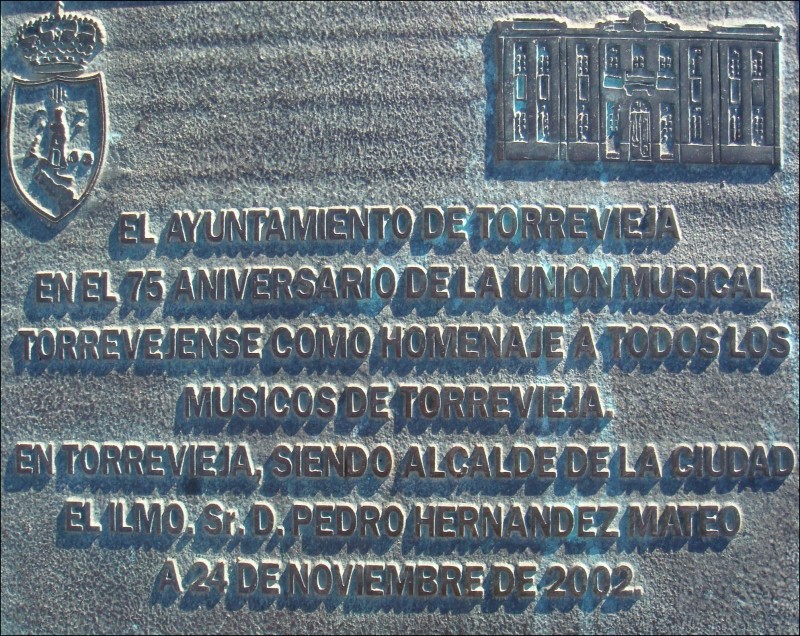 EL AYUNTAMIENTO DE TORREVIEJA
EN EL 75 ANIVERSARIO DE LA UNION MUSICAL
TORREVEJENSE COMO HOMENAJE A TODOS LOS
MUSICOS DE TORREVIEJA.
EN TORREVIEJA, SIENDO ALCALDE DE LA CIUDAD
EL ILMO. Sr. D. PEDRO HERNANDEZ MATEO
A 24 DE NOVIEMBRE DE 2002.